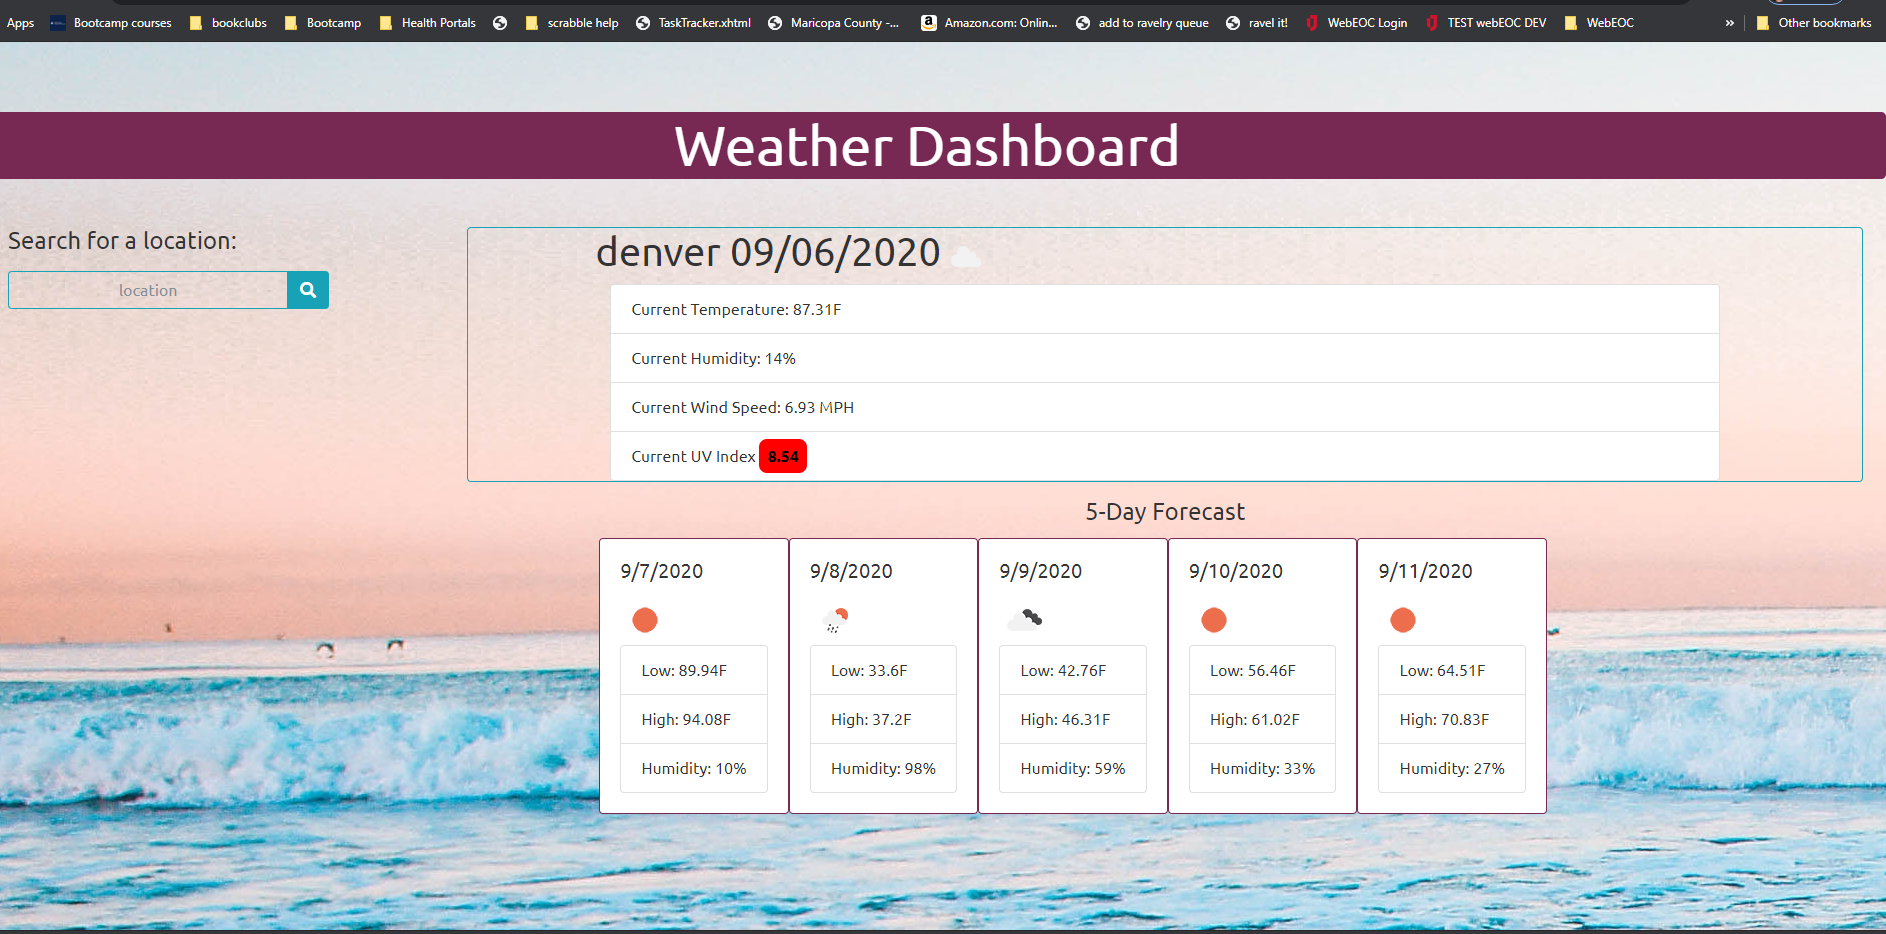 Apps Bootcamp courses bookclubs Bootcamp Health Portals scrabble help TaskTracker.xhtml Maricopa County -... Amazon.com: Onlin... add to ravelry queue ravel it! WebEOC Login TEST webEOC DEV WebEOC » Other bookmarks
Weather Dashboard
Search for a location:
location
denver 09/06/2020
Current Temperature: 87.31F
Current Humidity: 14%
Current Wind Speed: 6.93 MPH
Current UV Index 8.54
5-Day Forecast
9/7/2020
Low: 89.94F
High: 94.08F
Humidity: 10%
9/8/2020
Low: 33.6F
High: 37.2F
Humidity: 98%
9/9/2020
Low: 42.76F
High: 46.31F
Humidity: 59%
9/10/2020
Low: 56.46F
High: 61.02F
Humidity: 33%
9/11/2020
Low: 64.51F
High: 70.83F
Humidity: 27%